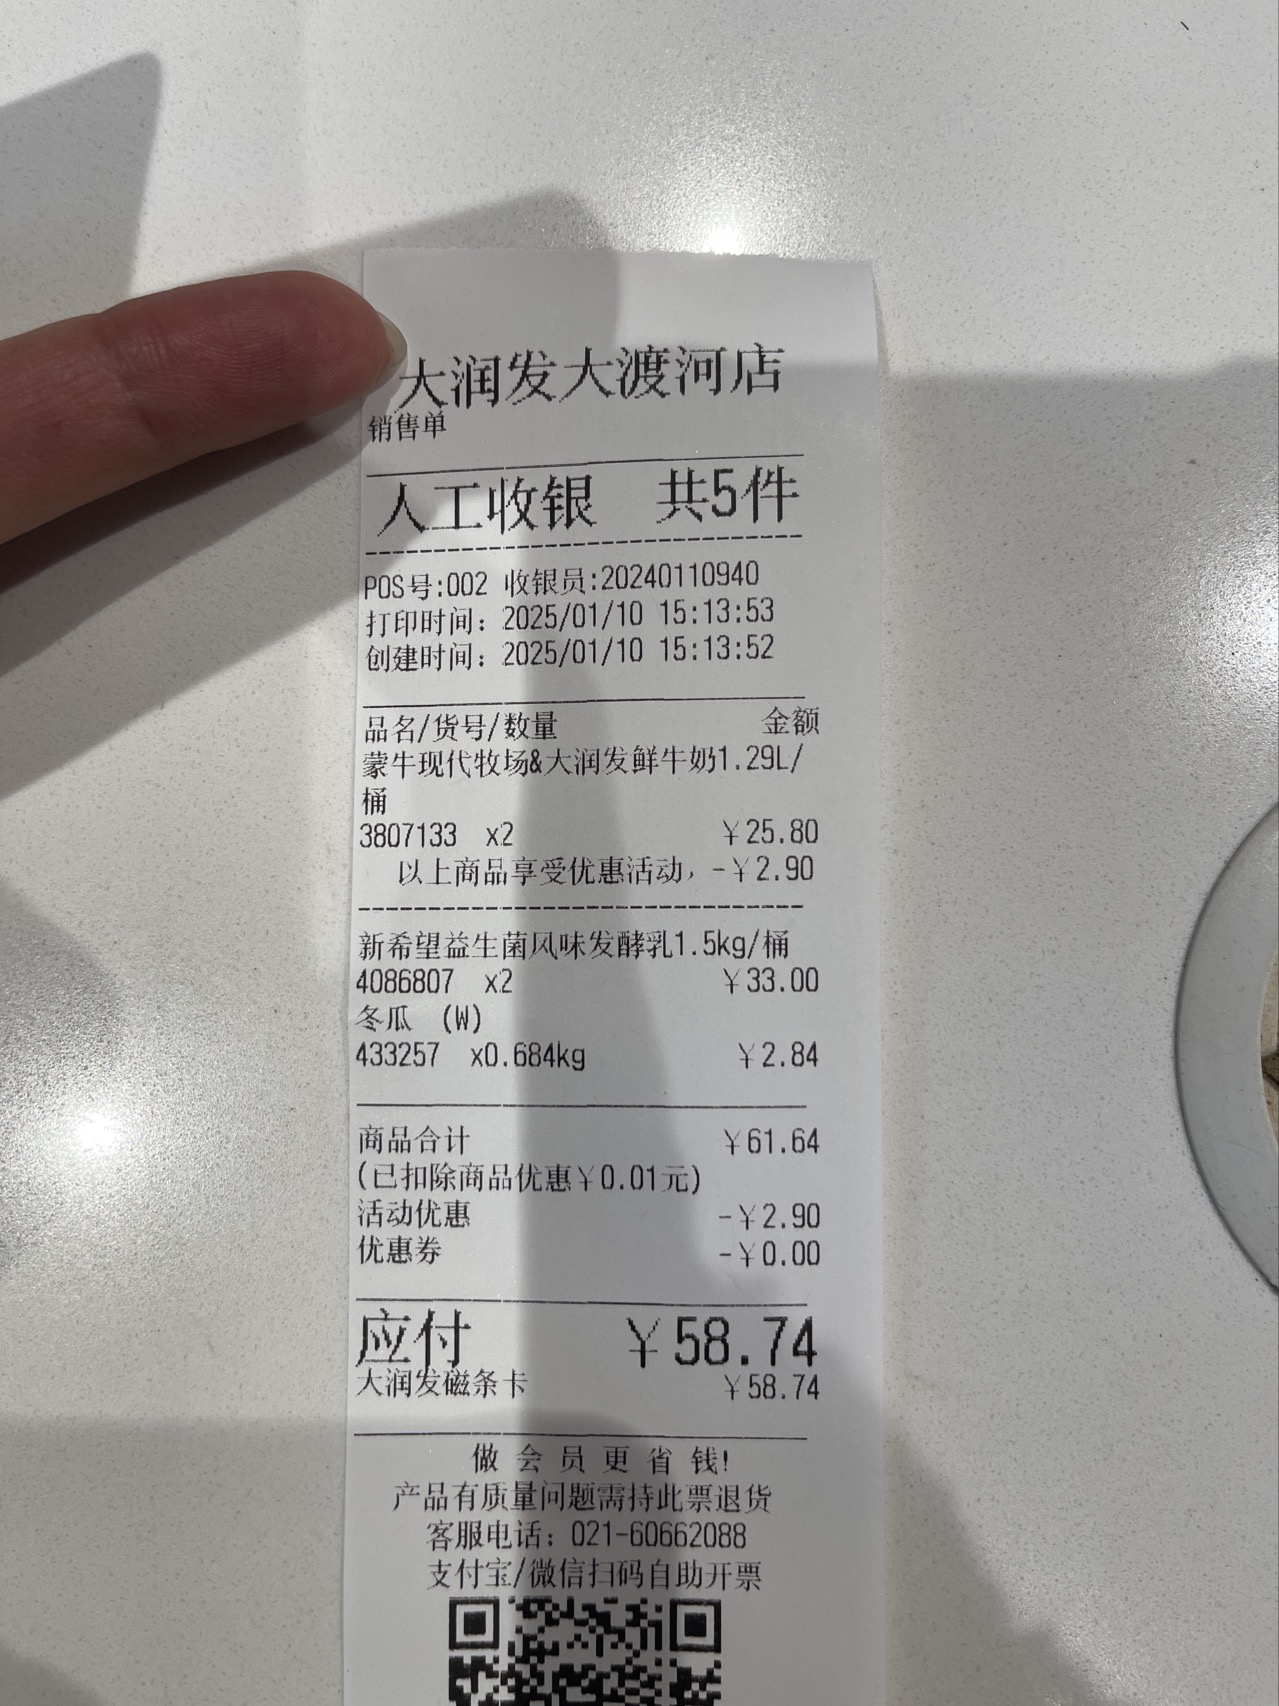 大润发大渡河店
销售单
人工收银 共5件
POS号:002 收银员:20240110940
打印时间: 2025/01/10 15:13:53
创建时间: 2025/01/10 15:13:52
品名/货号/数量 金额
蒙牛现代牧场&大润发鲜牛奶1.29L/
桶
3807133 x2 ￥25.80
以上商品享受优惠活动, -￥2.90
新希望益生菌风味发酵乳1.5kg/桶
4086807 x2 ￥33.00
冬瓜 (W)
433257 x0.684kg ￥2.84
商品合计 ￥61.64
(已扣除商品优惠￥0.01元)
活动优惠 -￥2.90
优惠券 -￥0.00
应付 ￥58.74
大润发磁条卡 ￥58.74
做 会 员 更 省 钱!
产品有质量问题需持此票退货
客服电话: 021-60662088
支付宝/微信扫码自助开票